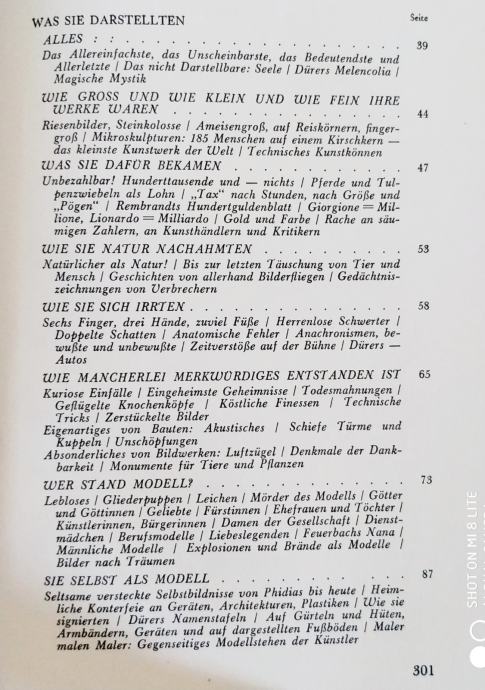 WAS SIE DARSTELLTEN Seite
ALLES : : . . . . . . . . . . . . . . 39
Das Allereinfachste, das Unscheinbarste, das Bedeutendste und
Allerletzte | Das nicht Darstellbare: Seele | Dürers Melencolia |
Magische Mystik
WIE GROSS UND WIE KLEIN UND WIE FEIN IHRE
WERKE WAREN . . . . . . . . . . . . 44
Riesenbilder, Steinkolosse | Ameisengroß, auf Reiskörnern, finger-
groß | Mikroskulpturen: 185 Menschen auf einem Kirschkern —
das kleinste Kunstwerk der Welt | Technisches Kunstkönnen
WAS SIE DAFÜR BEKAMEN . . . . . . . . . 47
Unbezahlbar! Hunderttausende und — nichts | Pferde und Tul-
penzwiebeln als Lohn | „Tax“ nach Stunden, nach Größe und
„Pögen“ | Rembrandts Hundertguldenblatt | Giorgione = Mil-
lione, Lionardo = Milliardo | Gold und Farbe | Rache an säu-
migen Zahlern, an Kunsthändlern und Kritikern
WIE SIE NATUR NACHAHMTEN . . . . . . . 53
Natürlicher als Natur! | Bis zur letzten Täuschung von Tier und
Mensch | Geschichten von allerhand Bilderfliegen | Gedächtnis-
zeichnungen von Verbrechern
WIE SIE SICH IRRTEN . . . . . . . . . . . 58
Sechs Finger, drei Hände, zuviel Füße | Herrenlose Schwerter |
Doppelte Schatten | Anatomische Fehler | Anachronismen, be-
wußte und unbewußte | Zeitverstöße auf der Bühne | Dürers —
Autos
WIE MANCHERLEI MERKWÜRDIGES ENTSTANDEN IST 65
Kuriose Einfälle | Eingeheimste Geheimnisse | Todesmahnungen |
Geflügelte Knochenköpfe | Köstliche Finessen | Technische
Tricks | Zerstückelte Bilder
Eigenartiges von Bauten: Akustisches | Schiefe Türme und
Kuppeln | Unschöpfungen
Absonderliches von Bildwerken: Luftzügel | Denkmale der Dank-
barkeit | Monumente für Tiere und Pflanzen
WER STAND MODELL? . . . . . . . . . . 73
Lebloses | Gliederpuppen | Leichen | Mörder des Modells | Götter
und Göttinnen | Geliebte | Fürstinnen | Ehefrauen und Töchter |
Künstlerinnen, Bürgerinnen | Damen der Gesellschaft | Dienst-
mädchen | Berufsmodelle | Liebeslegenden | Feuerbachs Nana |
Männliche Modelle | Explosionen und Brände als Modelle |
Bilder nach Träumen
SIE SELBST ALS MODELL . . . . . . . . . 87
Seltsame versteckte Selbstbildnisse von Phidias bis heute | Heim-
liche Konterfeie an Geräten, Architekturen, Plastiken | Wie sie
signierten | Dürers Namenstafeln | Auf Gürteln und Hüten,
Armbändern, Geräten und auf dargestellten Fußböden | Maler
malen Maler: Gegenseitiges Modellstehen der Künstler
301
SHOT ON MI 8 LITE